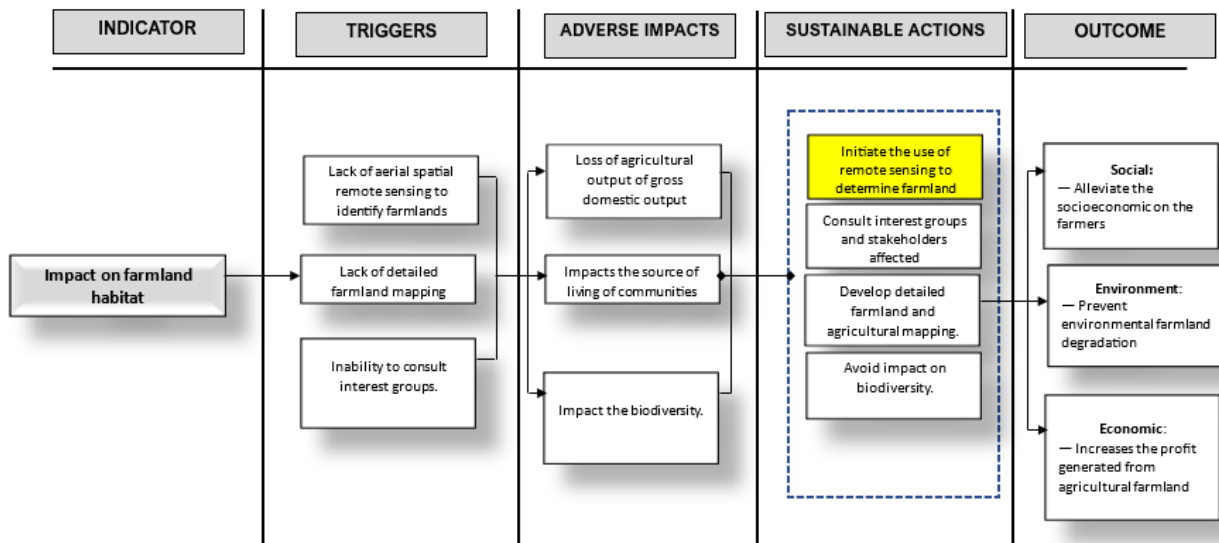 INDICATOR
TRIGGERS
ADVERSE IMPACTS
SUSTAINABLE ACTIONS
OUTCOME
Impact on farmland
habitat
Lack of aerial spatial
remote sensing to
identify farmlands
Lack of detailed
farmland mapping
Inability to consult
interest groups.
Loss of agricultural
output of gross
domestic output
Impacts the source of
living of communities
Impact the biodiversity.
Initiate the use of
remote sensing to
determine farmland
Consult interest groups
and stakeholders
affected
Develop detailed
farmland and
agricultural mapping.
Avoid impact on
biodiversity.
Social:
— Alleviate the
socioeconomic on the
farmers
Environment:
— Prevent
environmental farmland
degradation
Economic:
— Increases the profit
generated from
agricultural farmland